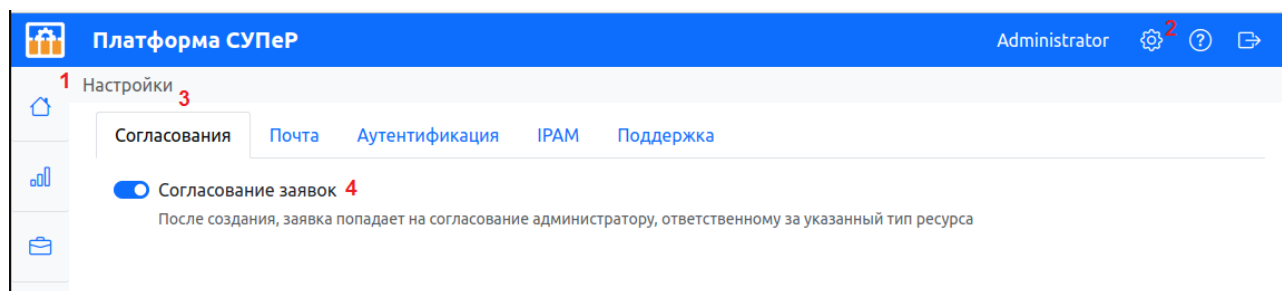 Платформа СУПеР Administrator 2 ?
1 Настройки
3
Согласования Почта Аутентификация IPAM Поддержка
Согласование заявок 4
После создания, заявка попадает на согласование администратору, ответственному за указанный тип ресурса